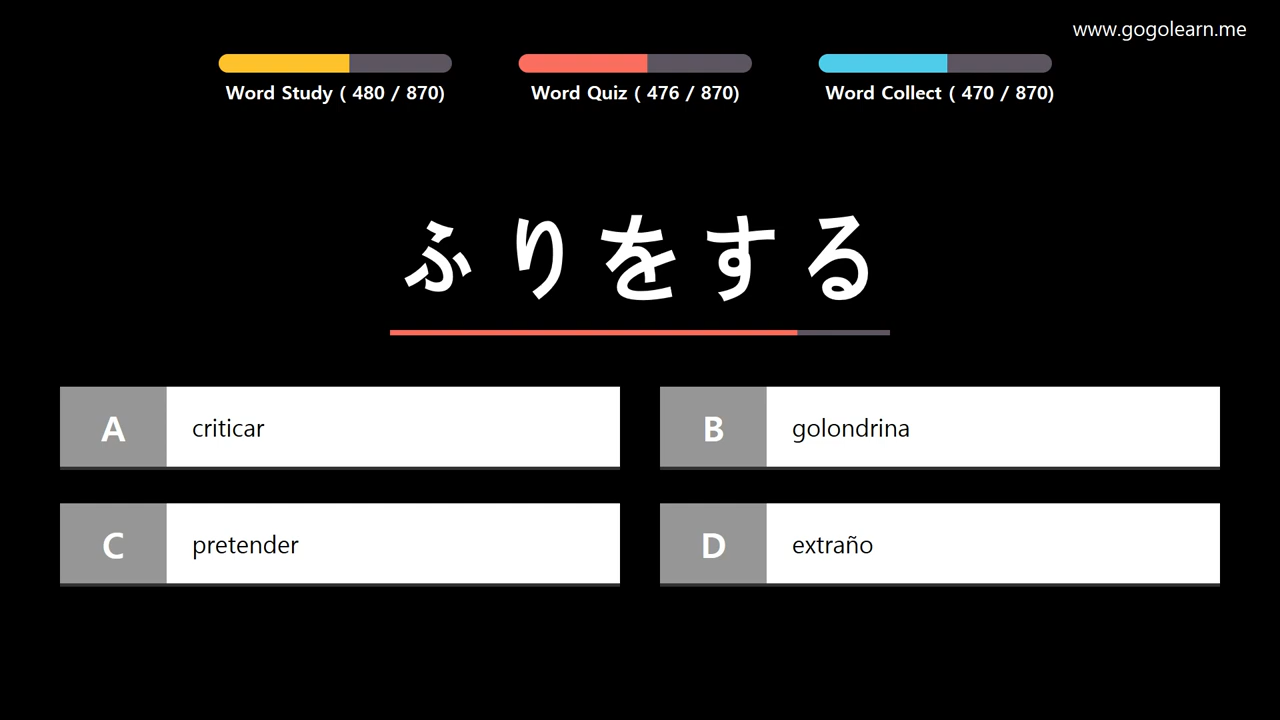 www.gogolearn.me
Word Study ( 480 / 870)
Word Quiz ( 476 / 870)
Word Collect ( 470 / 870)
ふりをする
A criticar
B golondrina
C pretender
D extraño